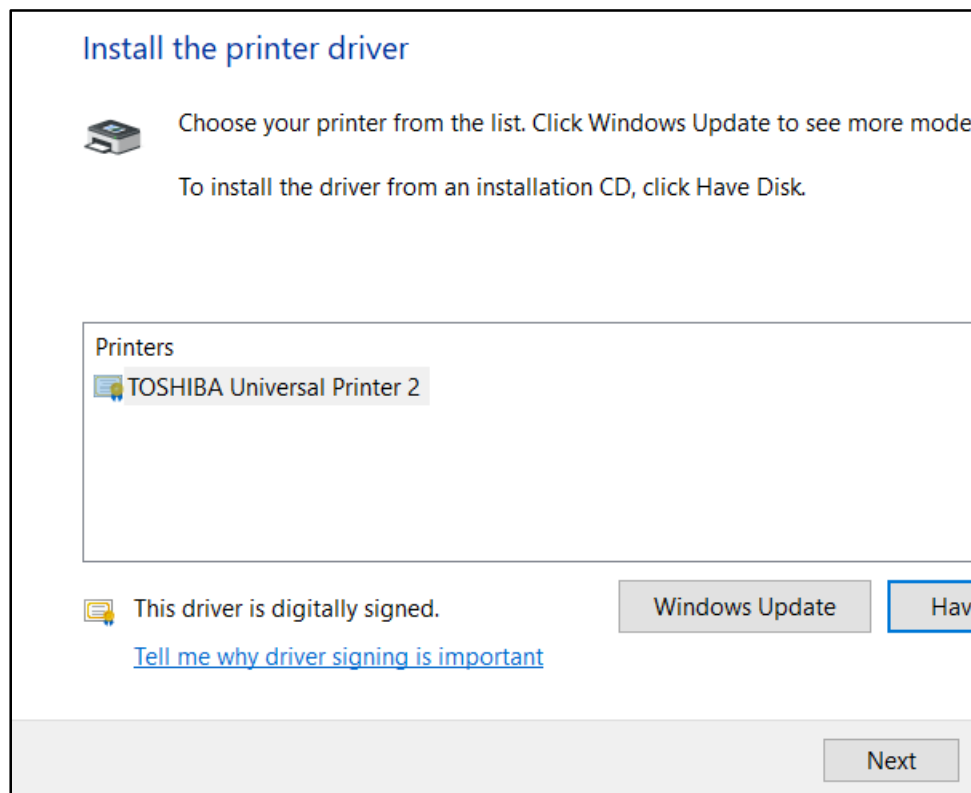 Install the printer driver
Choose your printer from the list. Click Windows Update to see more mode
To install the driver from an installation CD, click Have Disk.
Printers
TOSHIBA Universal Printer 2
This driver is digitally signed.
Windows Update
Hav
Tell me why driver signing is important
Next